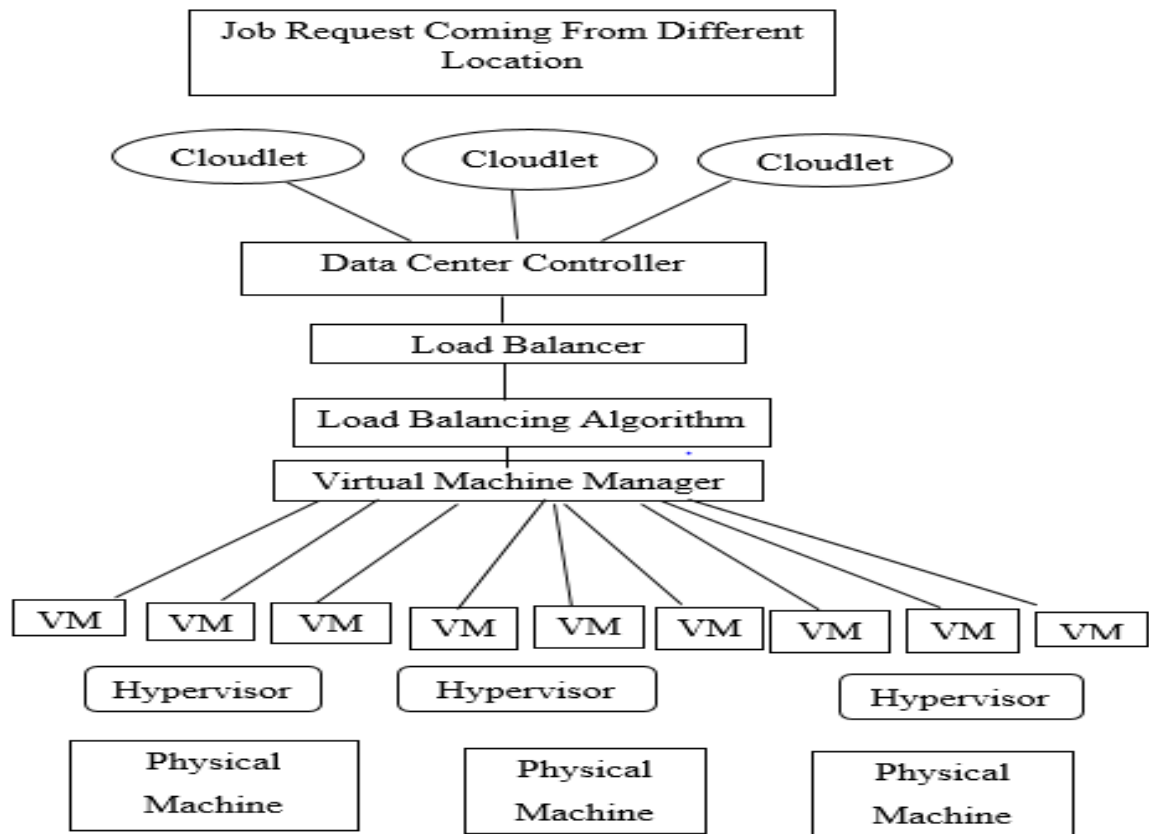 Job Request Coming From Different
Location
Cloudlet
Cloudlet
Cloudlet
Data Center Controller
Load Balancer
Load Balancing Algorithm
Virtual Machine Manager
VM
VM
VM
VM
VM
VM
VM
VM
VM
Hypervisor
Hypervisor
Hypervisor
Physical
Machine
Physical
Machine
Physical
Machine